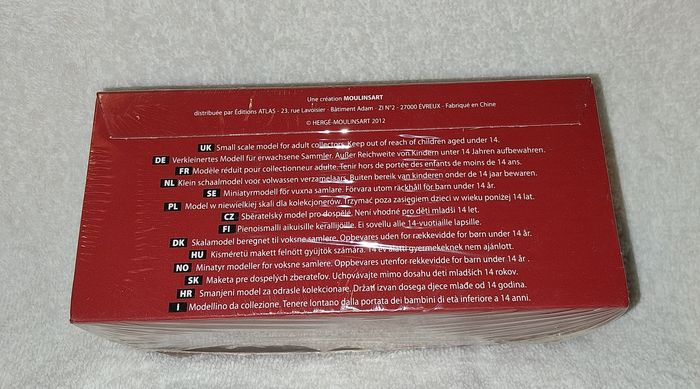 Une création MOULINSART
distribuée par Éditions ATLAS - 23, rue Lavoisier - Bâtiment Adam - ZI N°2 - 27000 ÉVREUX - Fabriqué en Chine
© HERGÉ-MOULINSART 2012
UK Small scale model for adult collectors. Keep out of reach of children aged under 14.
DE Verkleinertes Modell für erwachsene Sammler. Außer Reichweite von Kindern unter 14 Jahren aufbewahren.
FR Modèle réduit pour collectionneur adulte. Tenir hors de portée des enfants de moins de 14 ans.
NL Klein schaalmodel voor volwassen verzamelaars. Buiten bereik van kinderen onder de 14 jaar bewaren.
SE Miniatyrmodell för vuxna samlare. Förvara utom räckhåll för barn under 14 år.
PL Model w niewielkiej skali dla kolekcjonerów. Trzymać poza zasięgiem dzieci w wieku poniżej 14 lat.
CZ Sběratelský model pro dospělé. Není vhodné pro děti mladší 14 let.
FI Pienoismalli aikuisille keräilijöille. Ei sovellu alle 14-vuotiaille lapsille.
DK Skalamodel beregnet til voksne samlere. Opbevares uden for rækkevidde for børn under 14 år.
HU Kisméretű makett felnőtt gyűjtők számára. 14 év alatti gyermekeknek nem ajánlott.
NO Miniatyr modeller for voksne samlere. Oppbevares utenfor rekkevidde for barn under 14 år .
SK Maketa pre dospelých zberateľov. Uchovávajte mimo dosahu detí mladších 14 rokov.
HR Smanjeni model za odrasle kolekcionare. Držati izvan dosega djece mlađe od 14 godina.
I Modellino da collezione. Tenere lontano dalla portata dei bambini di età inferiore a 14 anni.